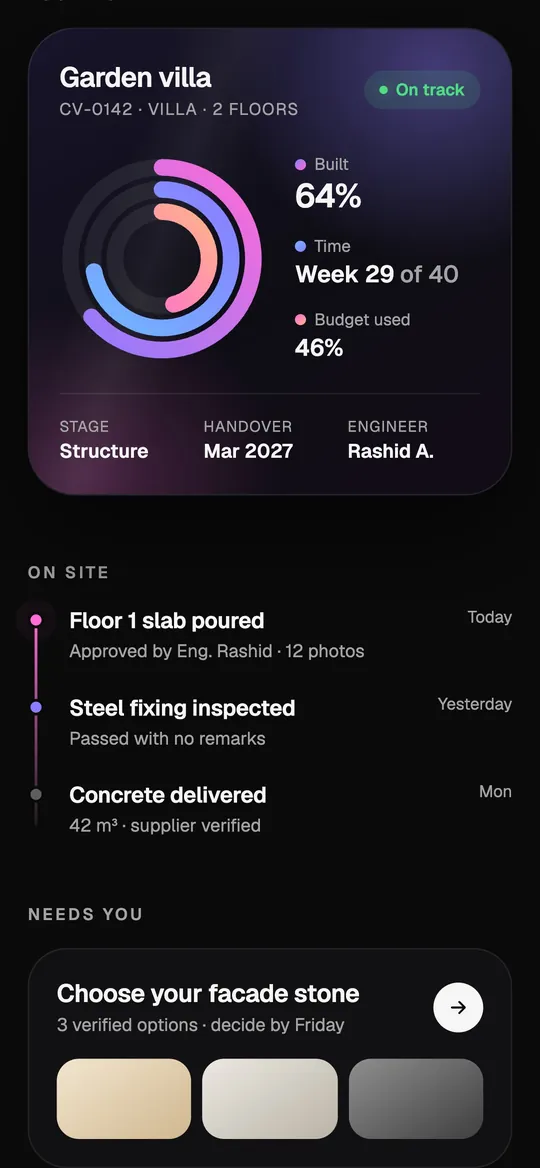 Garden villa
On track
CV-0142 · VILLA · 2 FLOORS
Built
64%
Time
Week 29 of 40
Budget used
46%
STAGE
Structure
HANDOVER
Mar 2027
ENGINEER
Rashid A.
ON SITE
Floor 1 slab poured
Today
Approved by Eng. Rashid · 12 photos
Steel fixing inspected
Yesterday
Passed with no remarks
Concrete delivered
Mon
42 m³ · supplier verified
NEEDS YOU
Choose your facade stone
3 verified options · decide by Friday